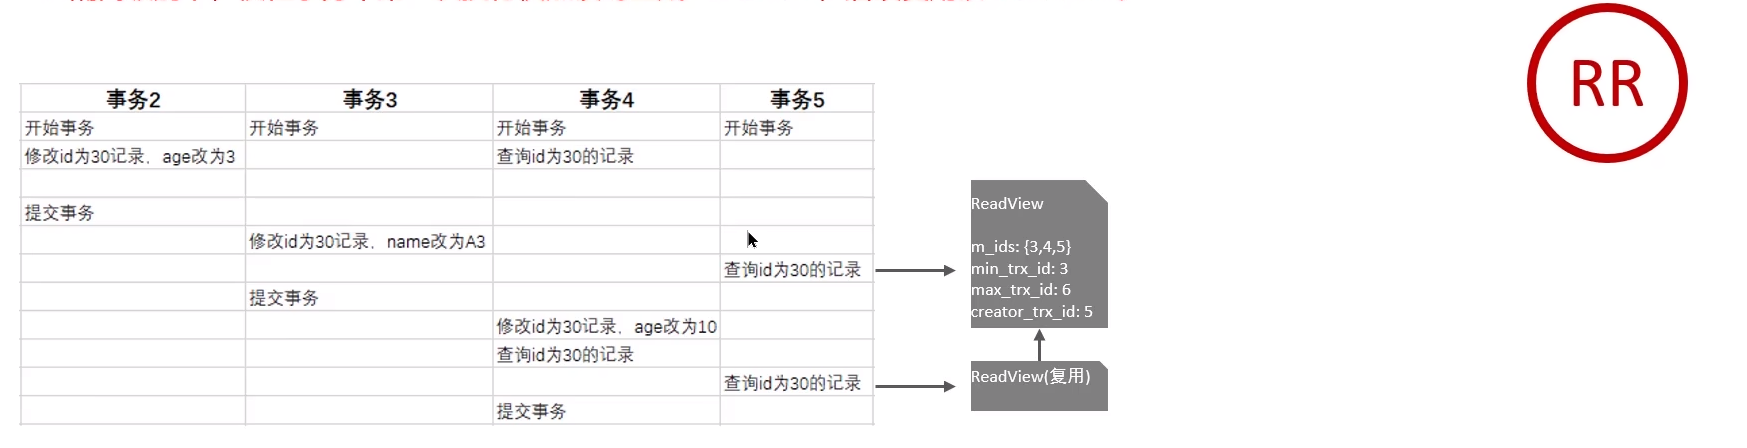 RR
事务2 事务3 事务4 事务5
开始事务 开始事务 开始事务 开始事务
修改id为30记录，age改为3 查询id为30的记录
提交事务
修改id为30记录，name改为A3
查询id为30的记录
提交事务
修改id为30记录，age改为10
查询id为30的记录
查询id为30的记录
提交事务
ReadView
m_ids: {3,4,5}
min_trx_id: 3
max_trx_id: 6
creator_trx_id: 5
ReadView(复用)